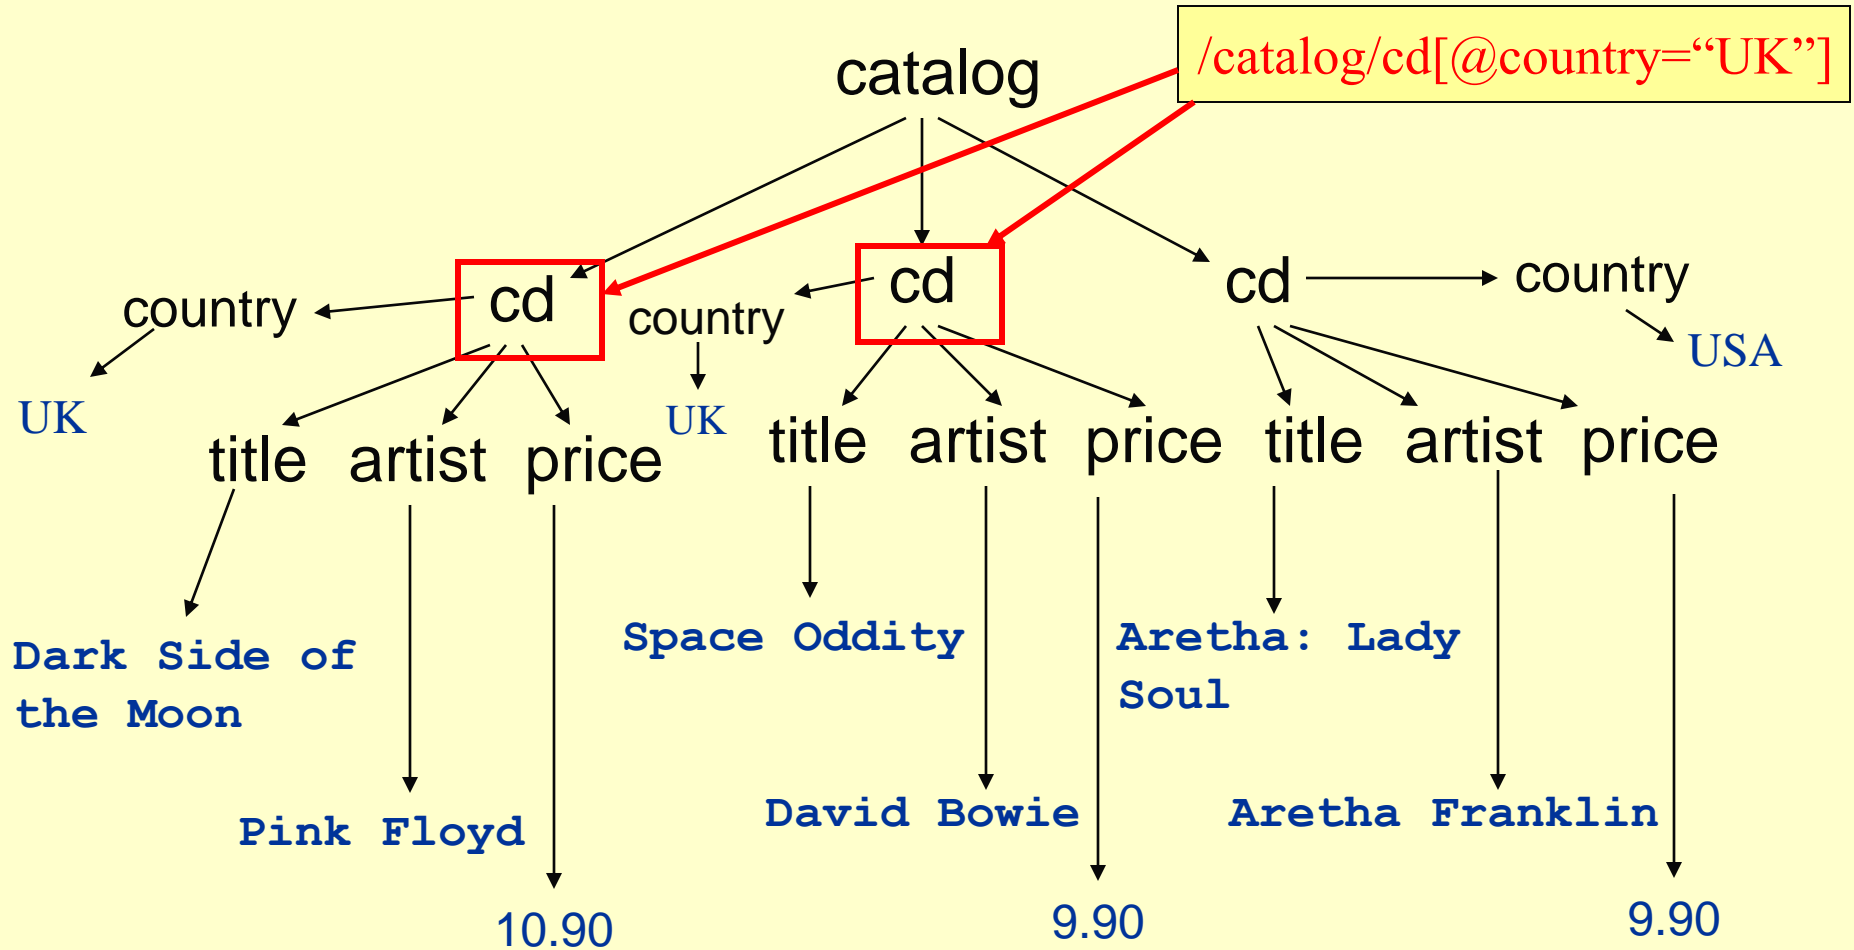 /catalog/cd[@country=“UK”]
catalog
country cd country cd cd country
UK UK USA
title artist price title artist price title artist price
Dark Side of
the Moon
Space Oddity
Aretha: Lady
Soul
Pink Floyd
David Bowie
Aretha Franklin
10.90 9.90 9.90